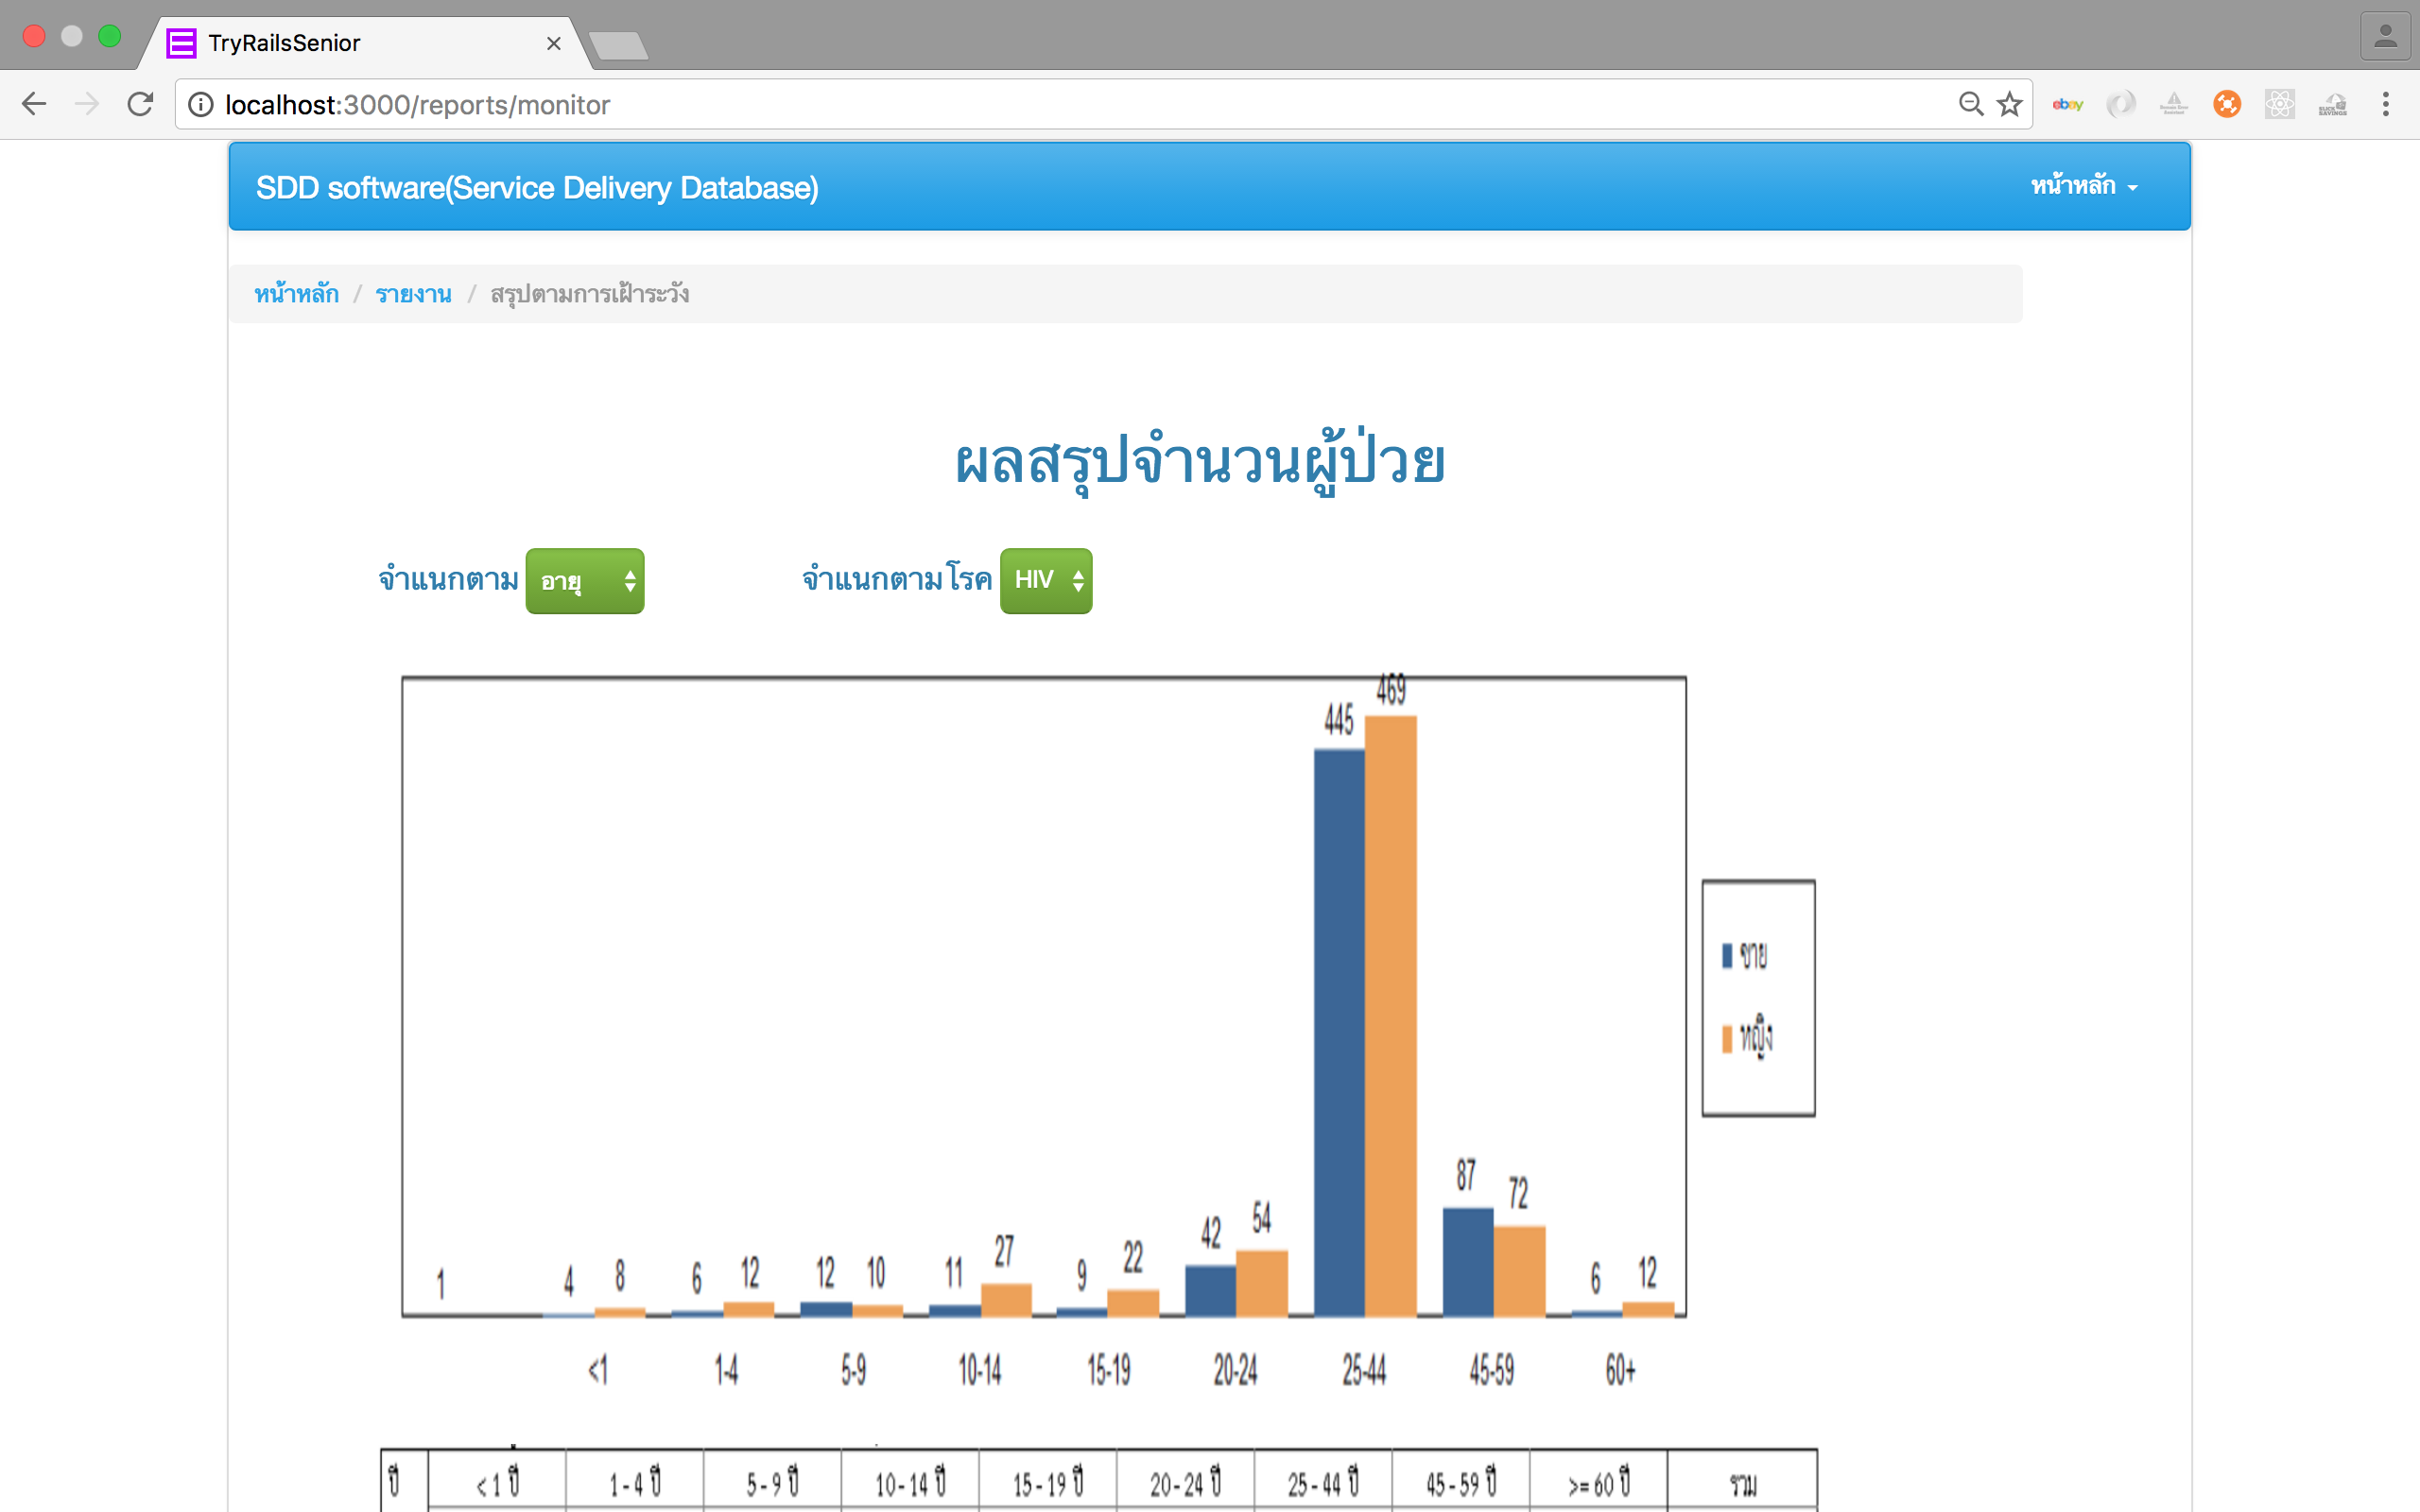 TryRailsSenior
localhost:3000/reports/monitor
ebay
SDD software(Service Delivery Database)
หน้าหลัก
หน้าหลัก / รายงาน / สรุปตามการเฝ้าระวัง
ผลสรุปจำนวนผู้ป่วย
จำแนกตาม อายุ จำแนกตามโรค HIV
469
445
ชาย
หญิง
87 72
42 54
1 4 8 6 12 12 10 11 27 9 22 6 12
<1 1-4 5-9 10-14 15-19 20-24 25-44 45-59 60+
ปี < 1 ปี 1 - 4 ปี 5 - 9 ปี 10 - 14 ปี 15 - 19 ปี 20 - 24 ปี 25 - 44 ปี 45 - 59 ปี >= 60 ปี รวม